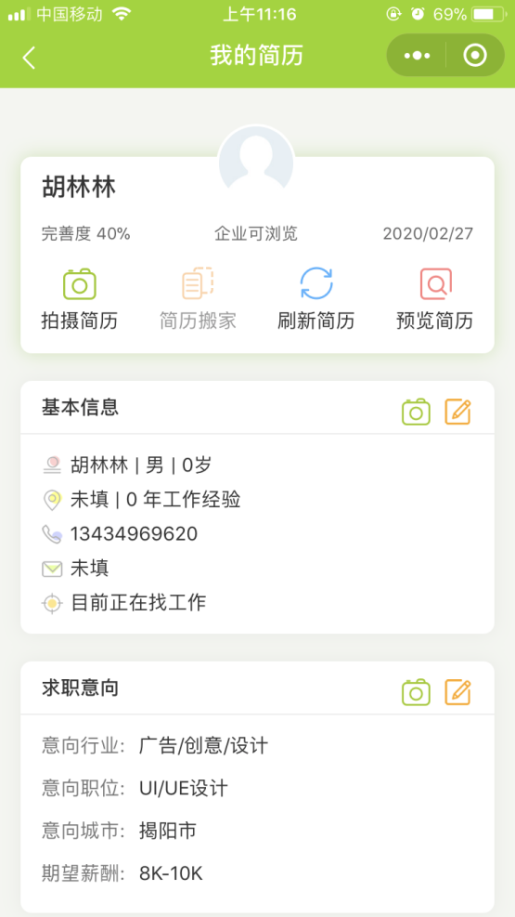 中国移动 上午11:16 69%
我的简历
胡林林
完善度 40% 企业可浏览 2020/02/27
拍摄简历 简历搬家 刷新简历 预览简历
基本信息
胡林林 | 男 | 0岁
未填 | 0 年工作经验
13434969620
未填
目前正在找工作
求职意向
意向行业: 广告/创意/设计
意向职位: UI/UE设计
意向城市: 揭阳市
期望薪酬: 8K-10K